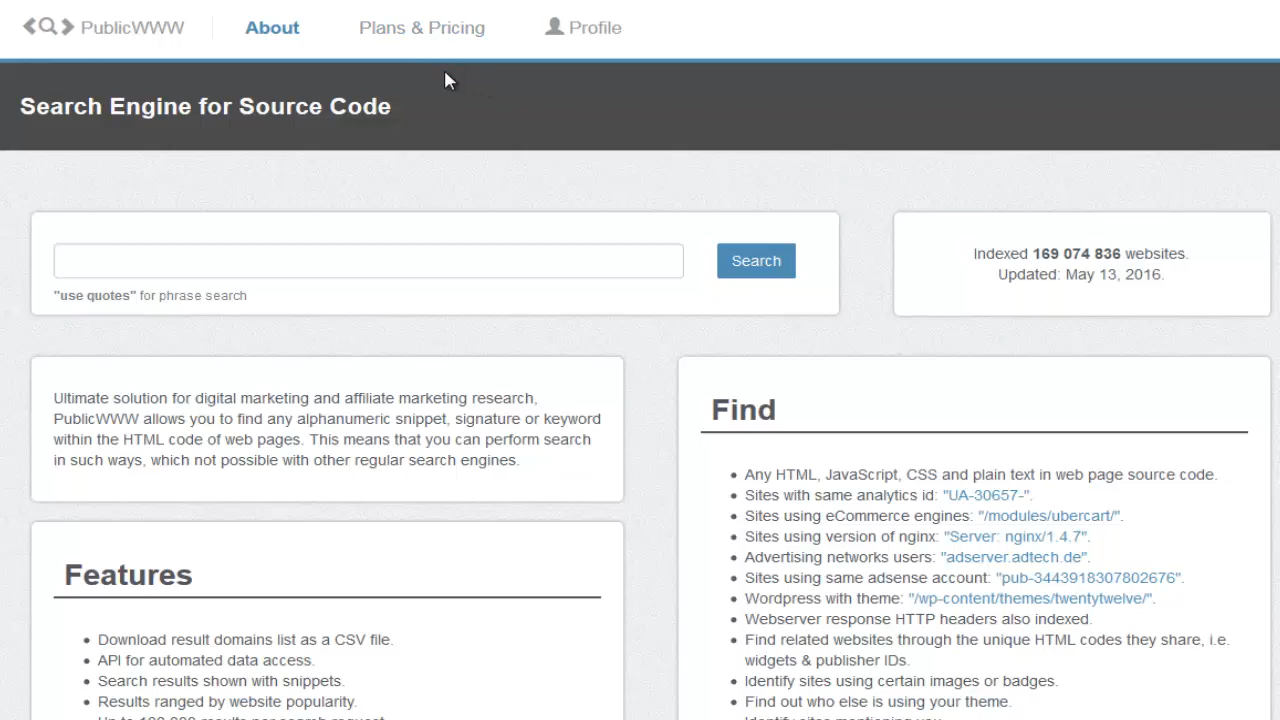 PublicWWW
About
Plans & Pricing
Profile
Search Engine for Source Code
Search
"use quotes" for phrase search
Indexed 169 074 836 websites.
Updated: May 13, 2016.
Ultimate solution for digital marketing and affiliate marketing research,
PublicWWW allows you to find any alphanumeric snippet, signature or keyword
within the HTML code of web pages. This means that you can perform search
in such ways, which not possible with other regular search engines.
Features
Download result domains list as a CSV file.
API for automated data access.
Search results shown with snippets.
Results ranged by website popularity.
Find
Any HTML, JavaScript, CSS and plain text in web page source code.
Sites with same analytics id: "UA-30657-".
Sites using eCommerce engines: "/modules/ubercart/".
Sites using version of nginx: "Server: nginx/1.4.7".
Advertising networks users: "adserver.adtech.de".
Sites using same adsense account: "pub-3443918307802676".
Wordpress with theme: "/wp-content/themes/twentytwelve/".
Webserver response HTTP headers also indexed.
Find related websites through the unique HTML codes they share, i.e.
widgets & publisher IDs.
Identify sites using certain images or badges.
Find out who else is using your theme.